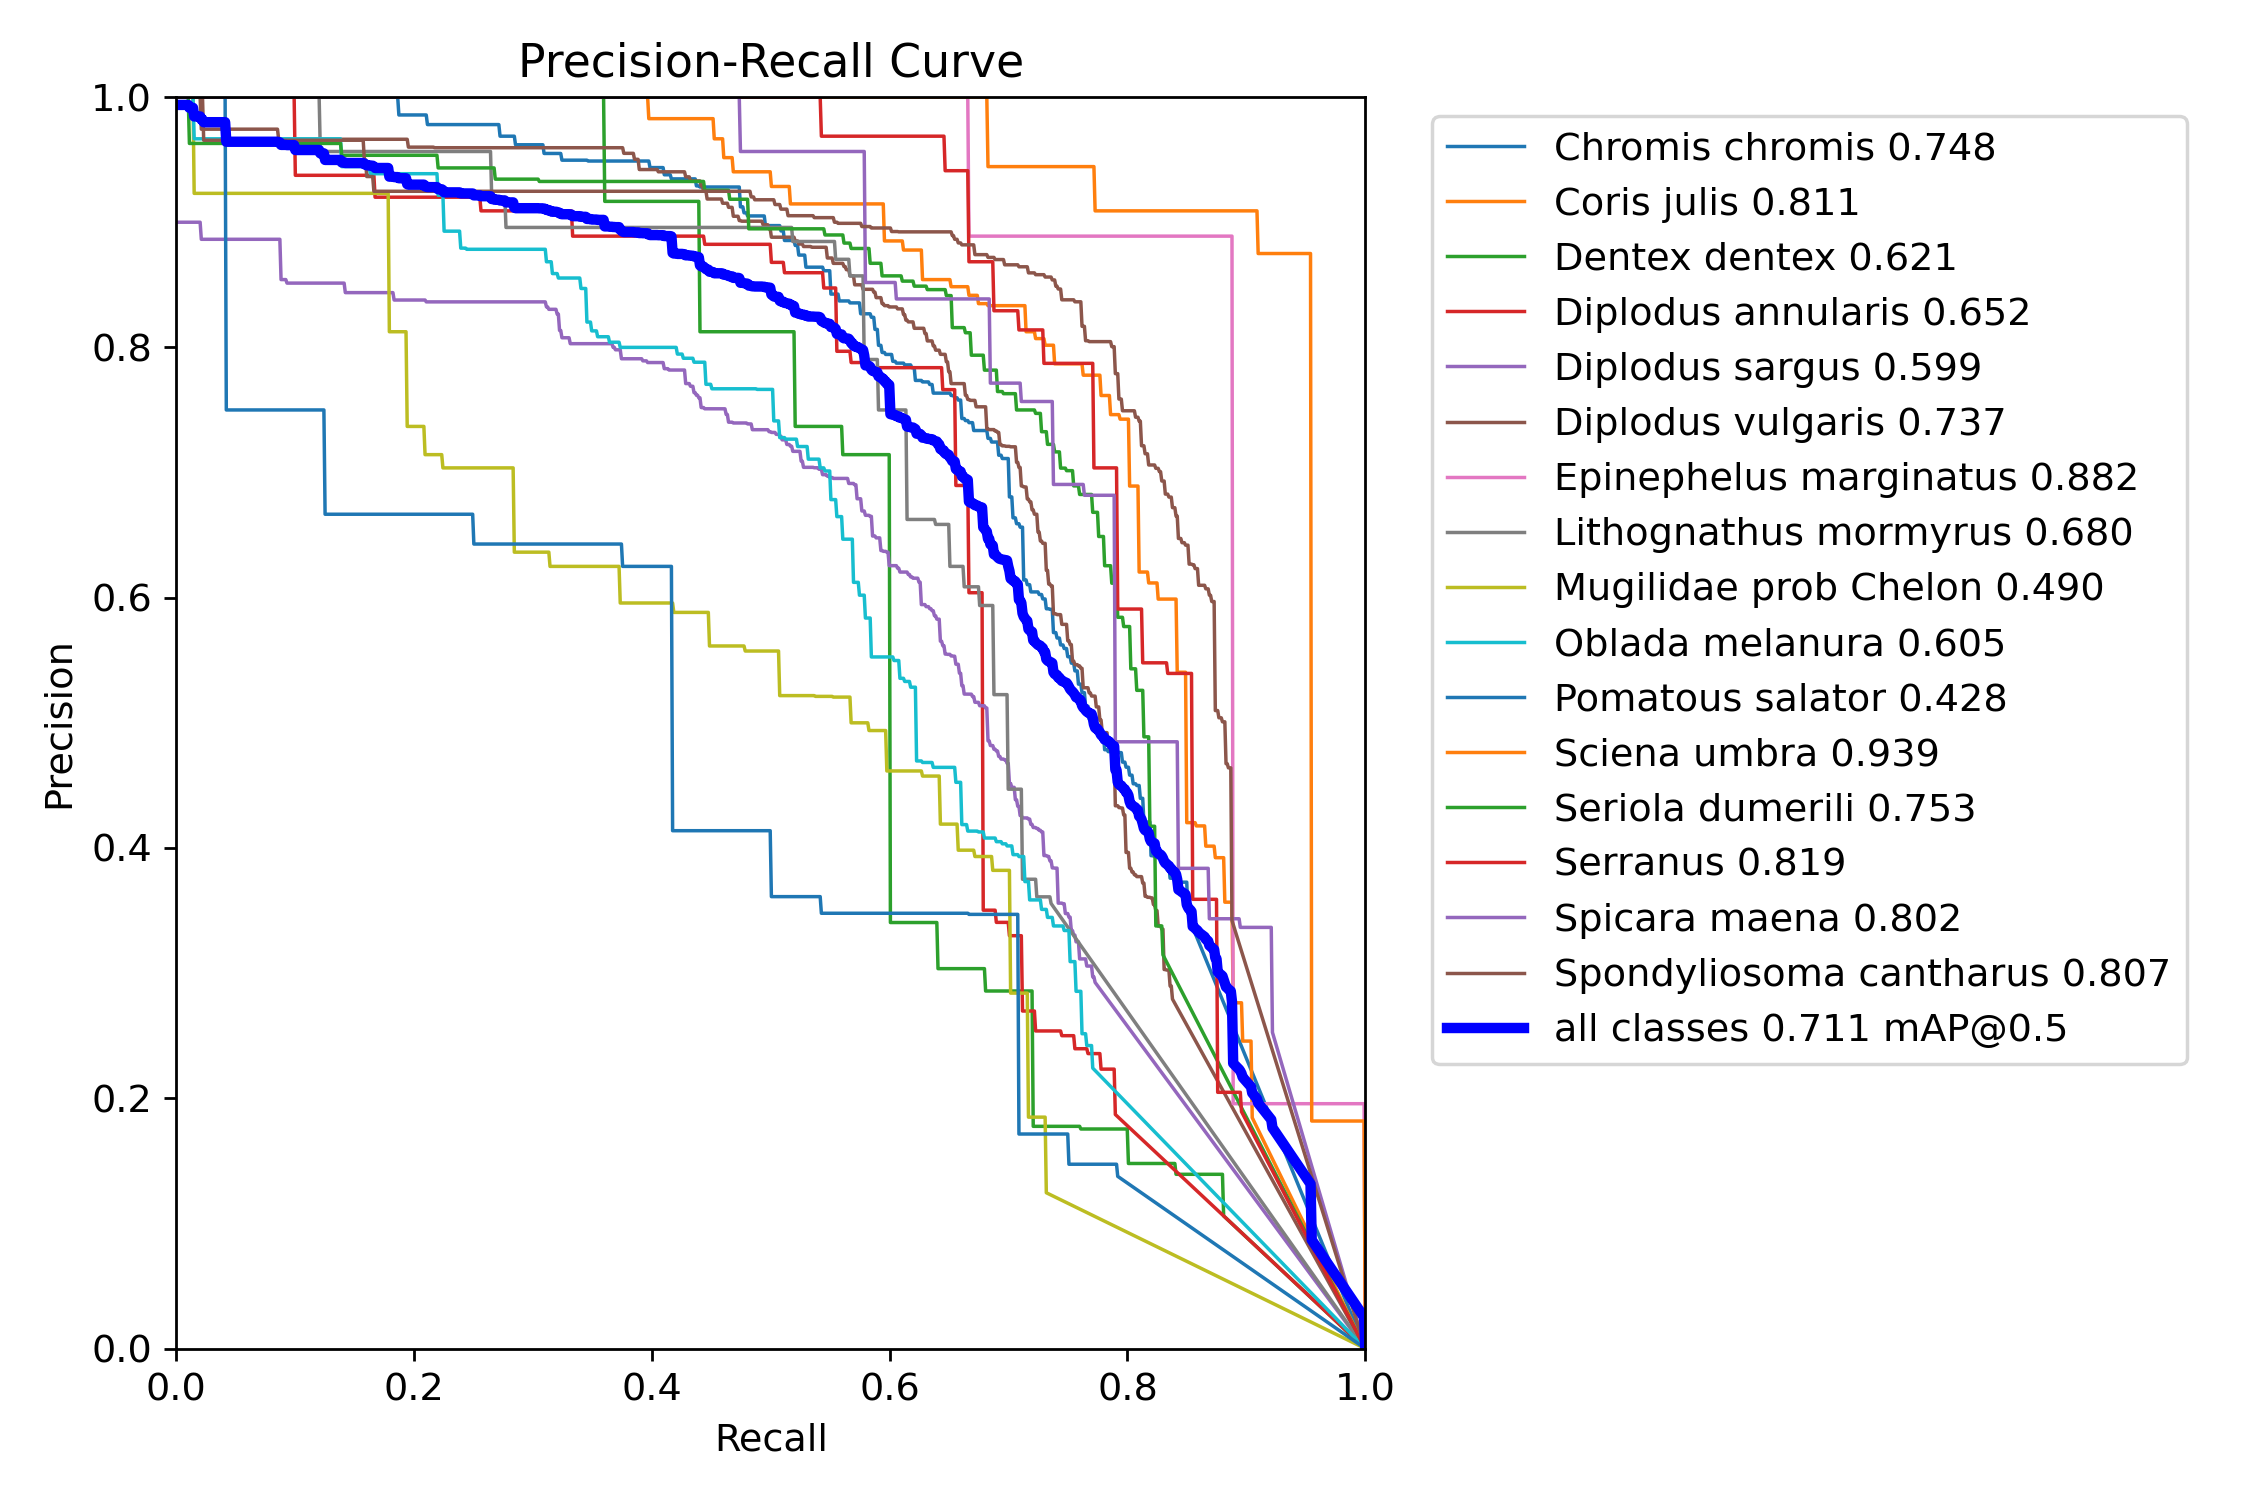 Precision-Recall Curve
1.0
0.8
0.6
0.4
0.2
0.0
Precision
0.0 0.2 0.4 0.6 0.8 1.0
Recall
Chromis chromis 0.748
Coris julis 0.811
Dentex dentex 0.621
Diplodus annularis 0.652
Diplodus sargus 0.599
Diplodus vulgaris 0.737
Epinephelus marginatus 0.882
Lithognathus mormyrus 0.680
Mugilidae prob Chelon 0.490
Oblada melanura 0.605
Pomatous salator 0.428
Sciena umbra 0.939
Seriola dumerili 0.753
Serranus 0.819
Spicara maena 0.802
Spondyliosoma cantharus 0.807
all classes 0.711 mAP@0.5